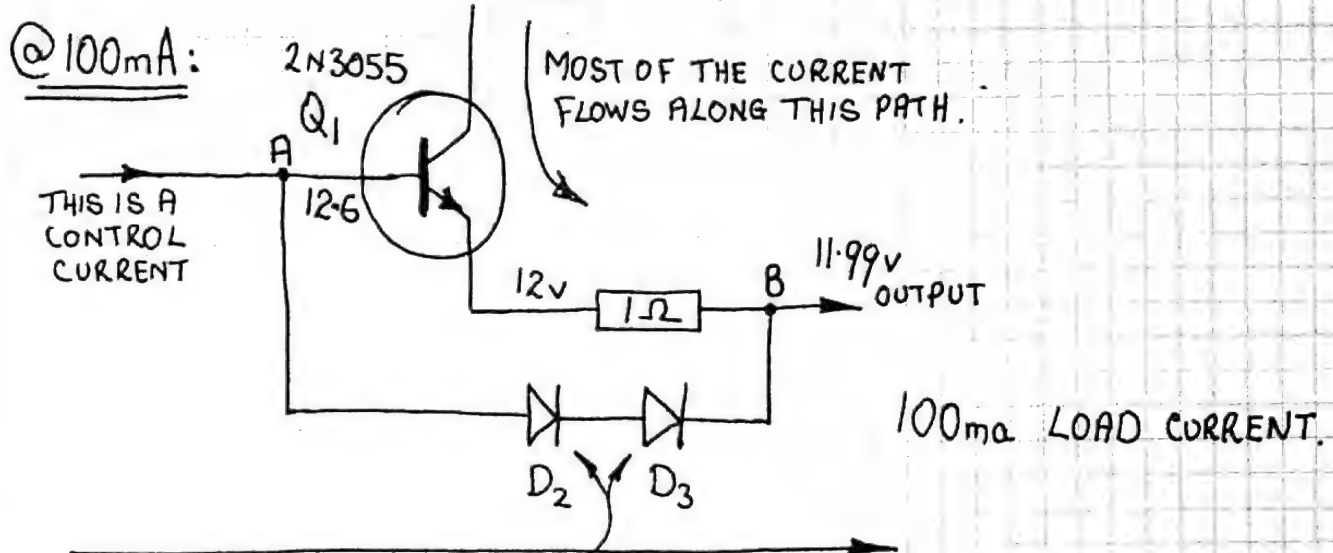 @ 100mA:
2N3055
Q1
MOST OF THE CURRENT
FLOWS ALONG THIS PATH.
A
THIS IS A
CONTROL
CURRENT
12.6
12v
1Ω
B
11.99v
OUTPUT
D2
D3
100ma LOAD CURRENT.